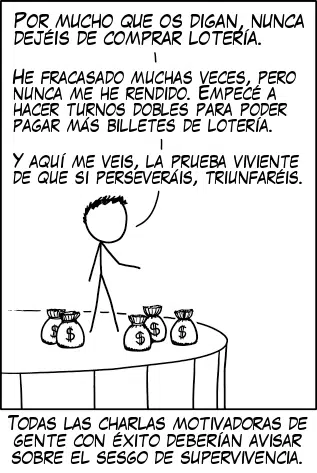 POR MUCHO QUE OS DIGAN, NUNCA
DEJÉIS DE COMPRAR LOTERÍA.
HE FRACASADO MUCHAS VECES, PERO
NUNCA ME HE RENDIDO. EMPECÉ A
HACER TURNOS DOBLES PARA PODER
PAGAR MÁS BILLETES DE LOTERÍA.
Y AQUÍ ME VEIS, LA PRUEBA VIVIENTE
DE QUE SI PERSEVERÁIS, TRIUNFARÉIS.
$ $ $ $ $
TODAS LAS CHARLAS MOTIVADORAS DE
GENTE CON ÉXITO DEBERÍAN AVISAR
SOBRE EL SESGO DE SUPERVIVENCIA.